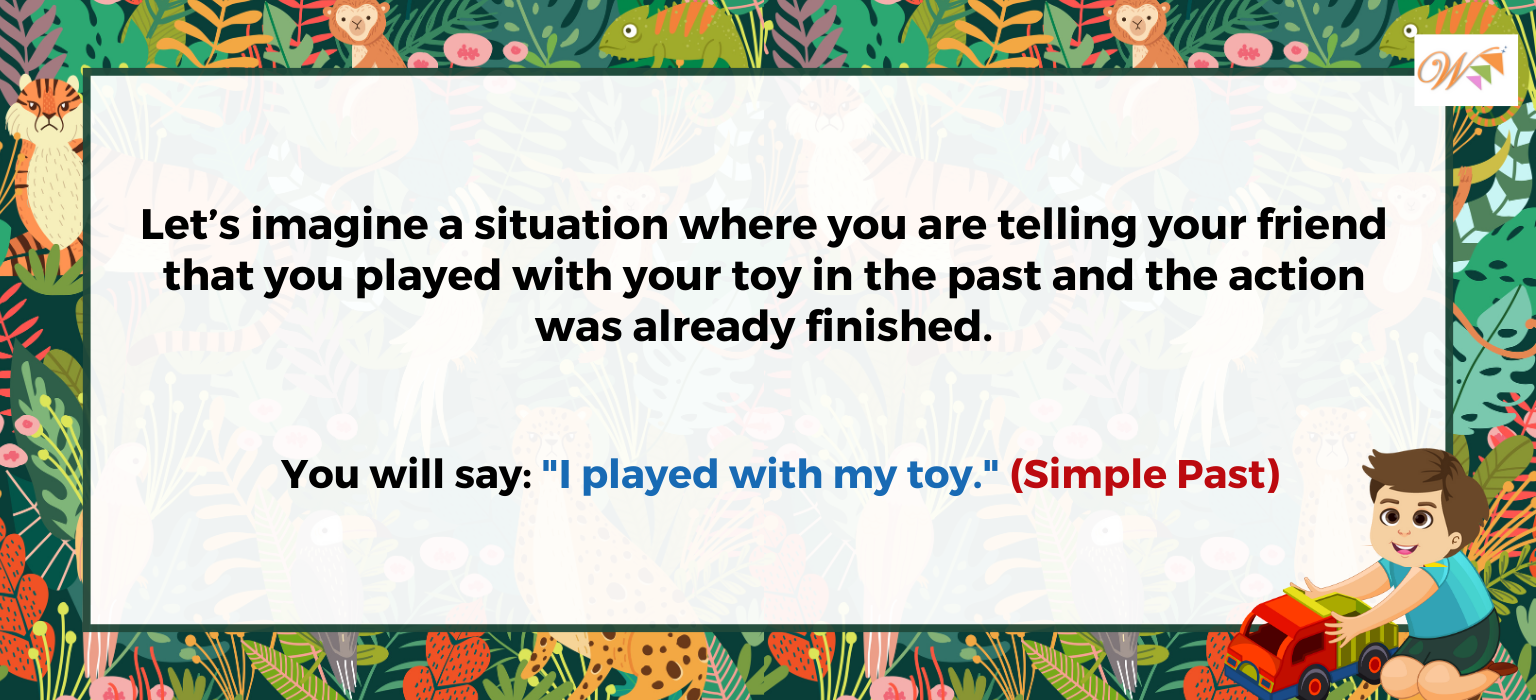 W
Let’s imagine a situation where you are telling your friend
that you played with your toy in the past and the action
was already finished.
You will say: "I played with my toy." (Simple Past)